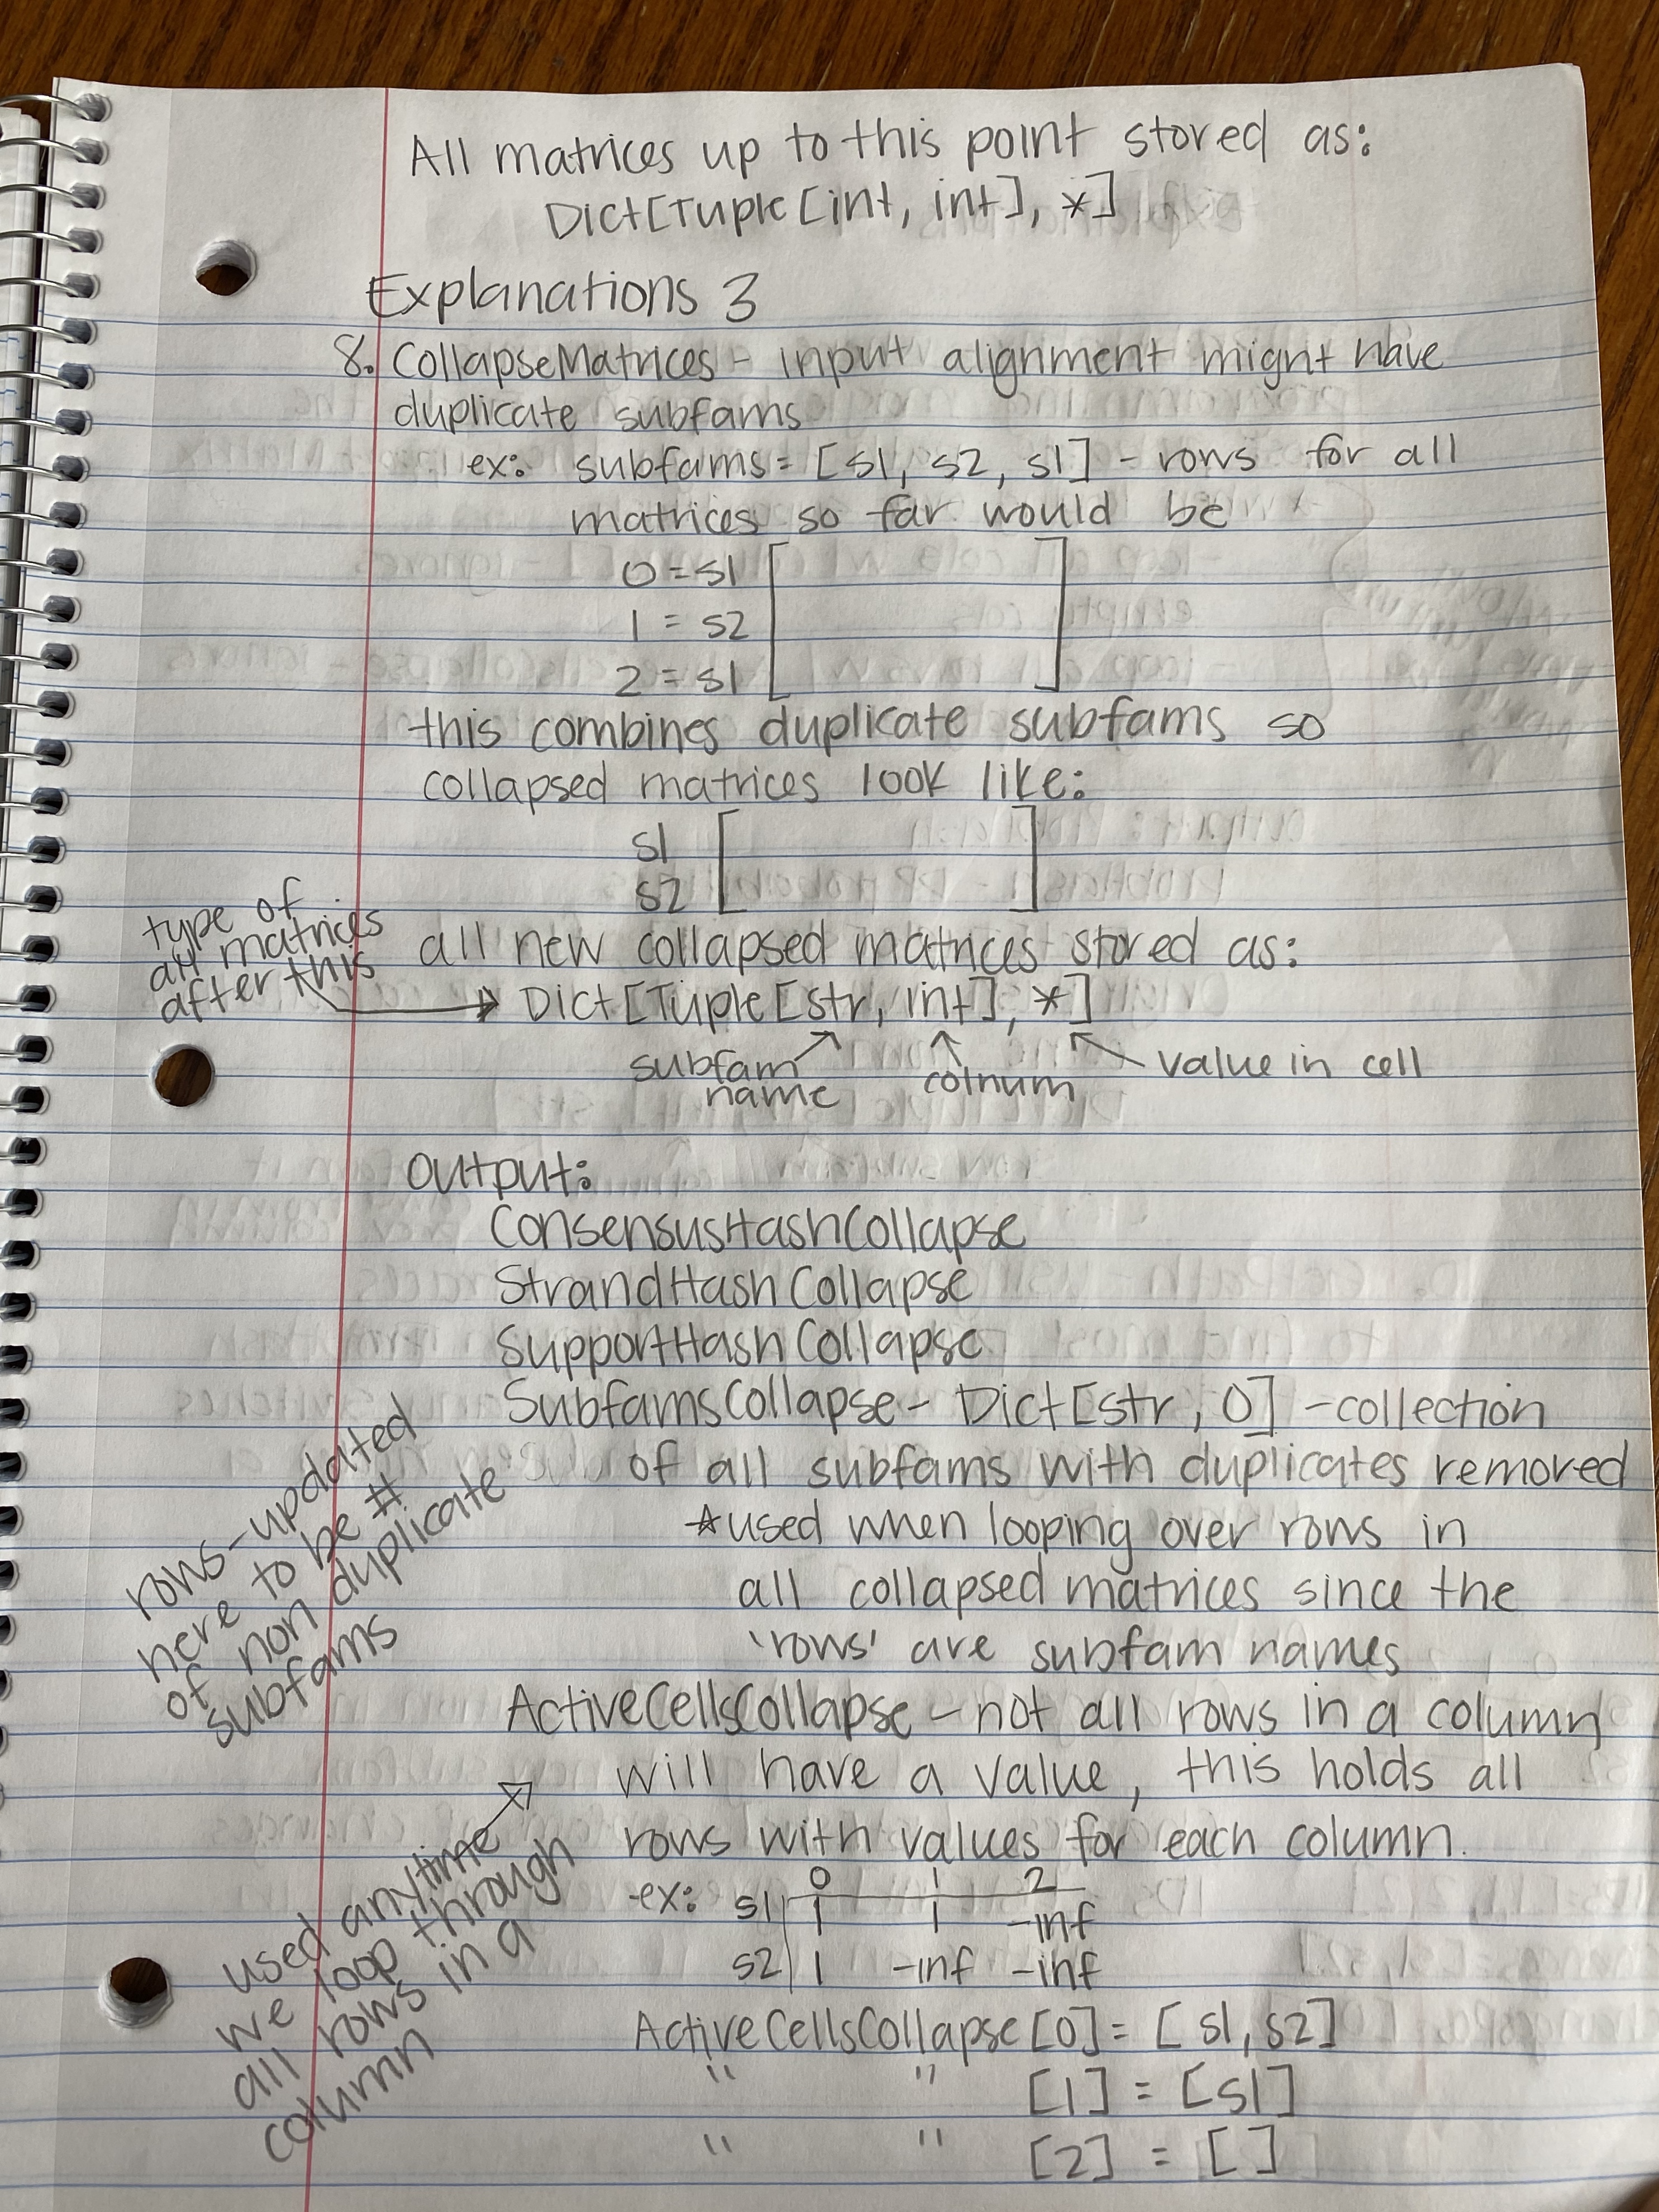 All matrices up to this point stored as:
Dict[Tuple[int, int], *]
Explanations 3
8. CollapseMatrices - input alignment might have
duplicate subfams
ex: subfams = [s1, s2, s1] - rows for all
matrices so far would be
0 = s1
1 = s2
2 = s1
this combines duplicate subfams so
collapsed matrices look like:
s1
s2
type of
all matrices
after this
all new collapsed matrices stored as:
Dict[Tuple[str, int], *]
subfam
name
colnum
value in cell
Output:
ConsensusHashCollapse
StrandHashCollapse
SupportHashCollapse
SubfamsCollapse - Dict[str, 0] - collection
of all subfams with duplicates removed
*used when looping over rows in
all collapsed matrices since the
'rows' are subfam names
rows - updated
here to be #
of non duplicate
subfams
ActiveCellsCollapse - not all rows in a column
will have a value, this holds all
rows with values for each column.
used anytime
we loop through
all rows in a
column
ex: 0 1 2
s1 1 1 -inf
s2 1 -inf -inf
ActiveCellsCollapse[0] = [s1, s2]
" " [1] = [s1]
" " [2] = []